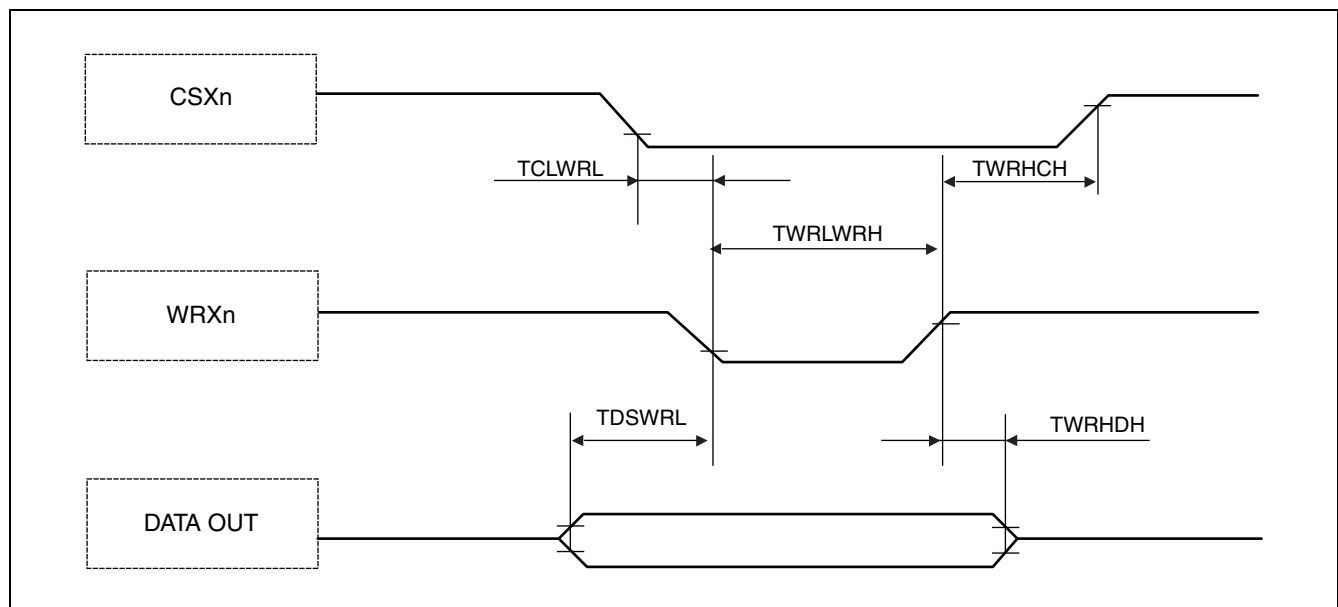 CSXn
TCLWRL
TWRHCH
TWRLWRH
WRXn
TDSWRL
TWRHDH
DATA OUT